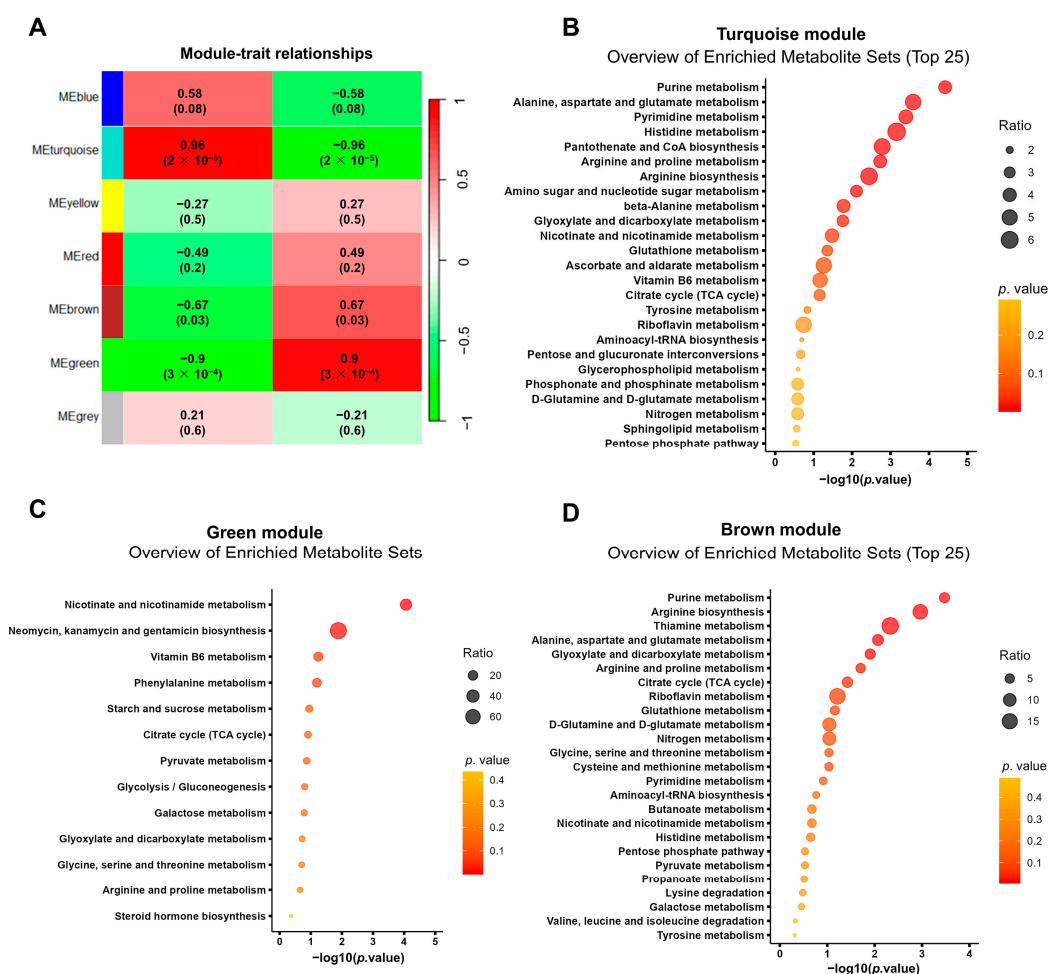 A
Module-trait relationships
MEblue
0.58
(0.08)
−0.58
(0.08)
MEturquoise
0.96
(2 × 10⁻⁵)
−0.96
(2 × 10⁻⁵)
MEyellow
−0.27
(0.5)
0.27
(0.5)
MEred
−0.49
(0.2)
0.49
(0.2)
MEbrown
−0.67
(0.03)
0.67
(0.03)
MEgreen
−0.9
(3 × 10⁻⁴)
0.9
(3 × 10⁻⁴)
MEgrey
0.21
(0.6)
−0.21
(0.6)
1
0.5
0
−0.5
−1
B
Turquoise module
Overview of Enrichied Metabolite Sets (Top 25)
Purine metabolism
Alanine, aspartate and glutamate metabolism
Pyrimidine metabolism
Histidine metabolism
Pantothenate and CoA biosynthesis
Arginine and proline metabolism
Arginine biosynthesis
Amino sugar and nucleotide sugar metabolism
beta-Alanine metabolism
Glyoxylate and dicarboxylate metabolism
Nicotinate and nicotinamide metabolism
Glutathione metabolism
Ascorbate and aldarate metabolism
Vitamin B6 metabolism
Citrate cycle (TCA cycle)
Tyrosine metabolism
Riboflavin metabolism
Aminoacyl-tRNA biosynthesis
Pentose and glucuronate interconversions
Glycerophospholipid metabolism
Phosphonate and phosphinate metabolism
D-Glutamine and D-glutamate metabolism
Nitrogen metabolism
Sphingolipid metabolism
Pentose phosphate pathway
0 1 2 3 4 5
−log10(p.value)
Ratio
2
3
4
5
6
p. value
0.2
0.1
C
Green module
Overview of Enrichied Metabolite Sets
Nicotinate and nicotinamide metabolism
Neomycin, kanamycin and gentamicin biosynthesis
Vitamin B6 metabolism
Phenylalanine metabolism
Starch and sucrose metabolism
Citrate cycle (TCA cycle)
Pyruvate metabolism
Glycolysis / Gluconeogenesis
Galactose metabolism
Glyoxylate and dicarboxylate metabolism
Glycine, serine and threonine metabolism
Arginine and proline metabolism
Steroid hormone biosynthesis
0 1 2 3 4 5
−log10(p.value)
Ratio
20
40
60
p. value
0.4
0.3
0.2
0.1
D
Brown module
Overview of Enrichied Metabolite Sets (Top 25)
Purine metabolism
Arginine biosynthesis
Thiamine metabolism
Alanine, aspartate and glutamate metabolism
Glyoxylate and dicarboxylate metabolism
Arginine and proline metabolism
Citrate cycle (TCA cycle)
Riboflavin metabolism
Glutathione metabolism
D-Glutamine and D-glutamate metabolism
Nitrogen metabolism
Glycine, serine and threonine metabolism
Cysteine and methionine metabolism
Pyrimidine metabolism
Aminoacyl-tRNA biosynthesis
Butanoate metabolism
Nicotinate and nicotinamide metabolism
Histidine metabolism
Pentose phosphate pathway
Pyruvate metabolism
Propanoate metabolism
Lysine degradation
Galactose metabolism
Valine, leucine and isoleucine degradation
Tyrosine metabolism
0 1 2 3 4
−log10(p.value)
Ratio
5
10
15
p. value
0.4
0.3
0.2
0.1